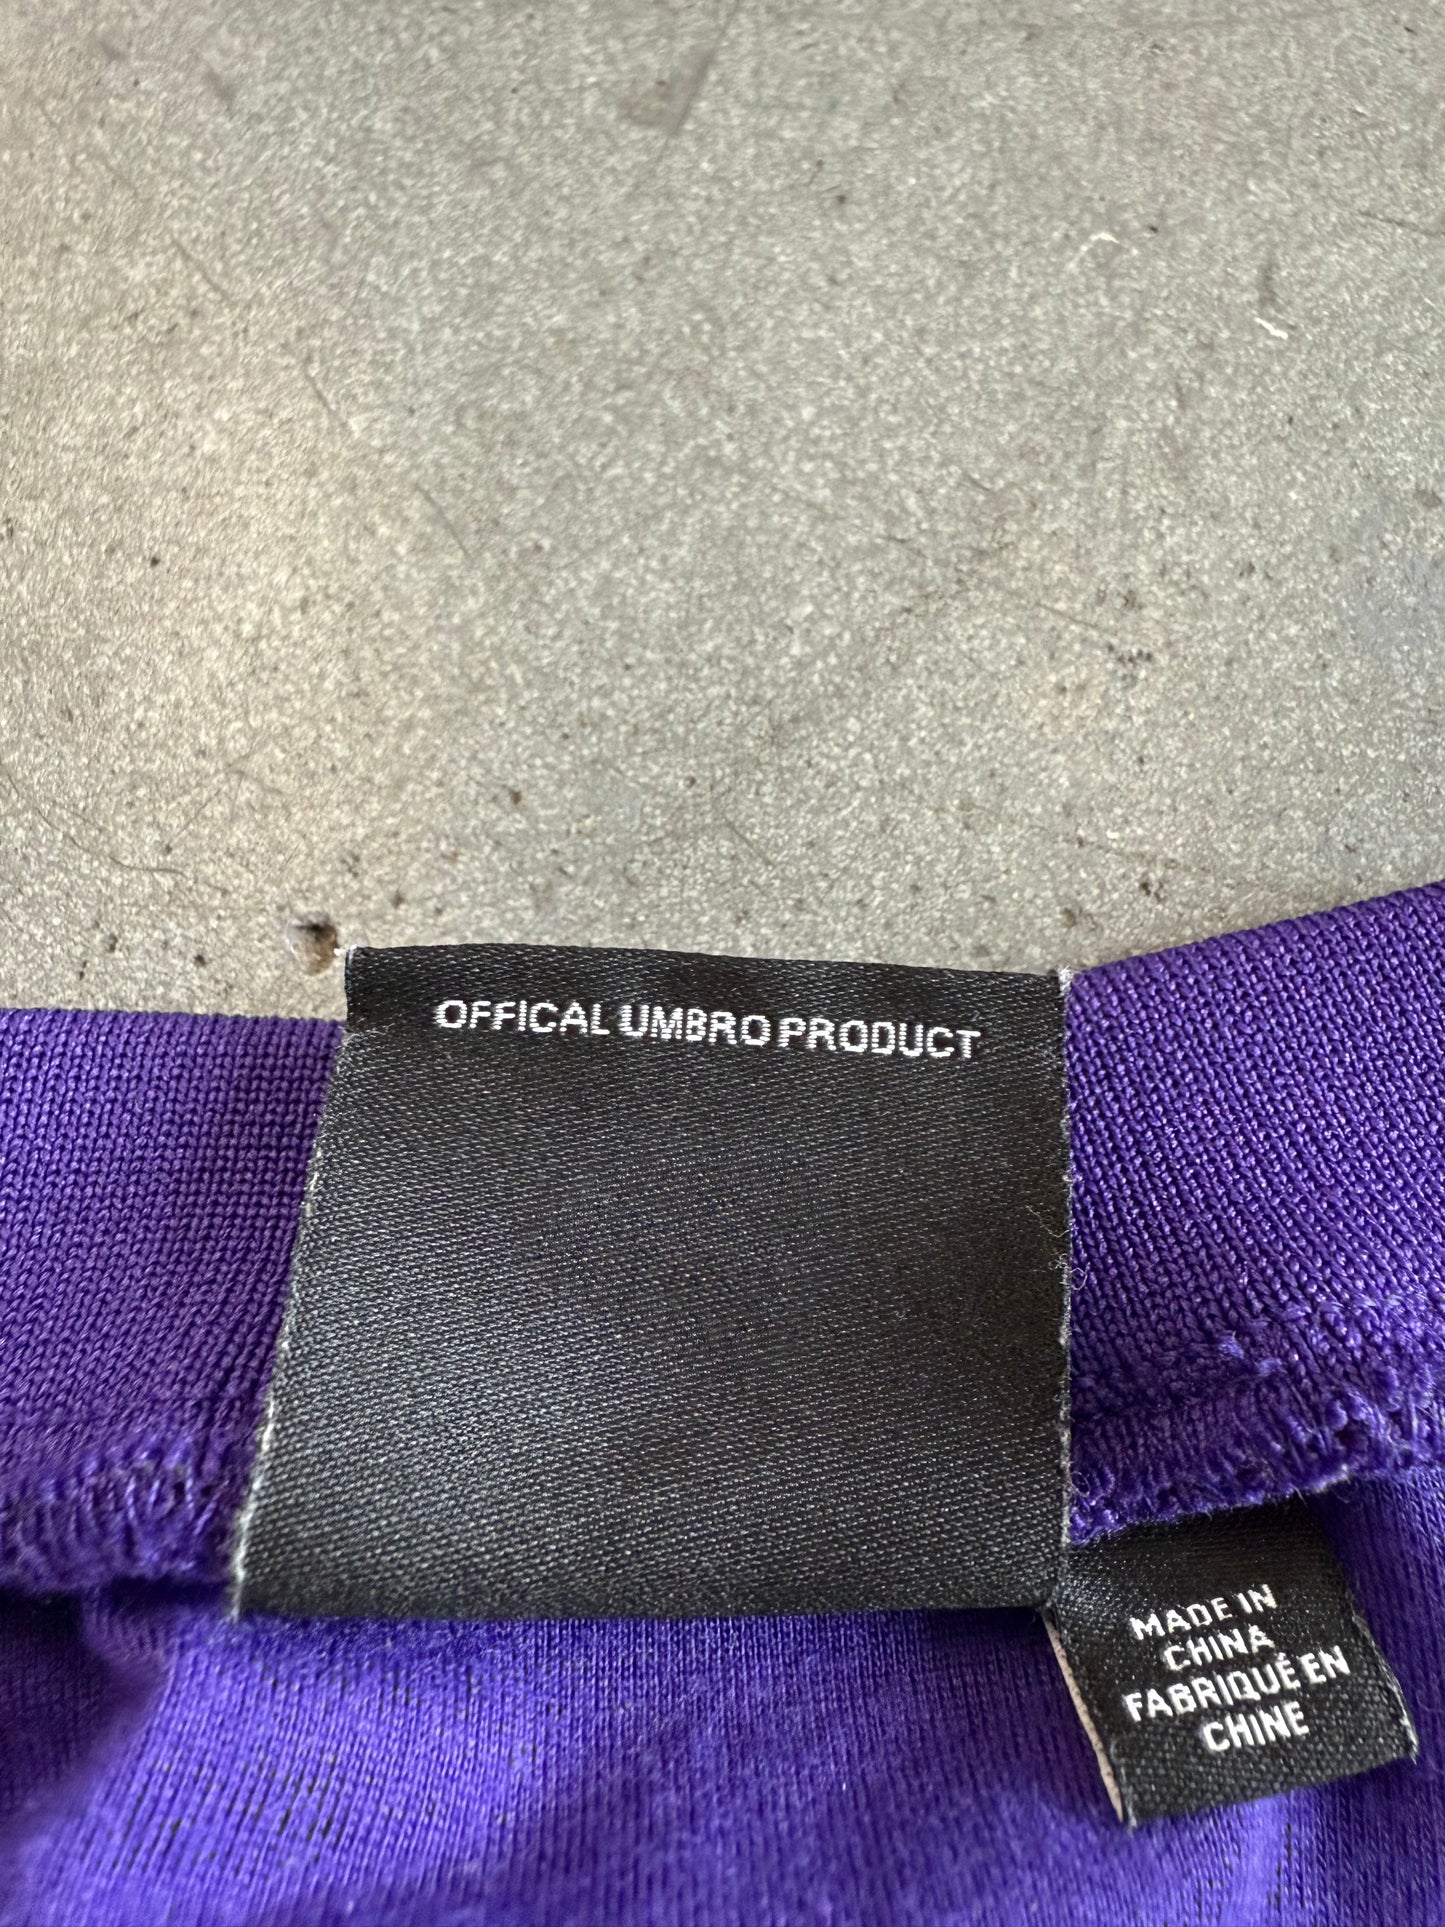 OFFICAL UMBRO PRODUCT
MADE IN
CHINA
FABRIQUÉ EN
CHINE